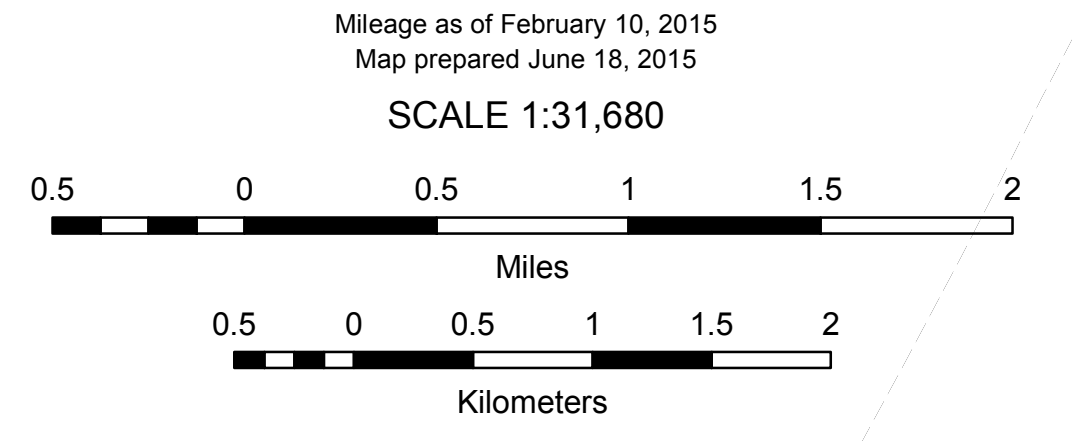 Mileage as of February 10, 2015
Map prepared June 18, 2015
SCALE 1:31,680
0.5 0 0.5 1 1.5 2
Miles
0.5 0 0.5 1 1.5 2
Kilometers